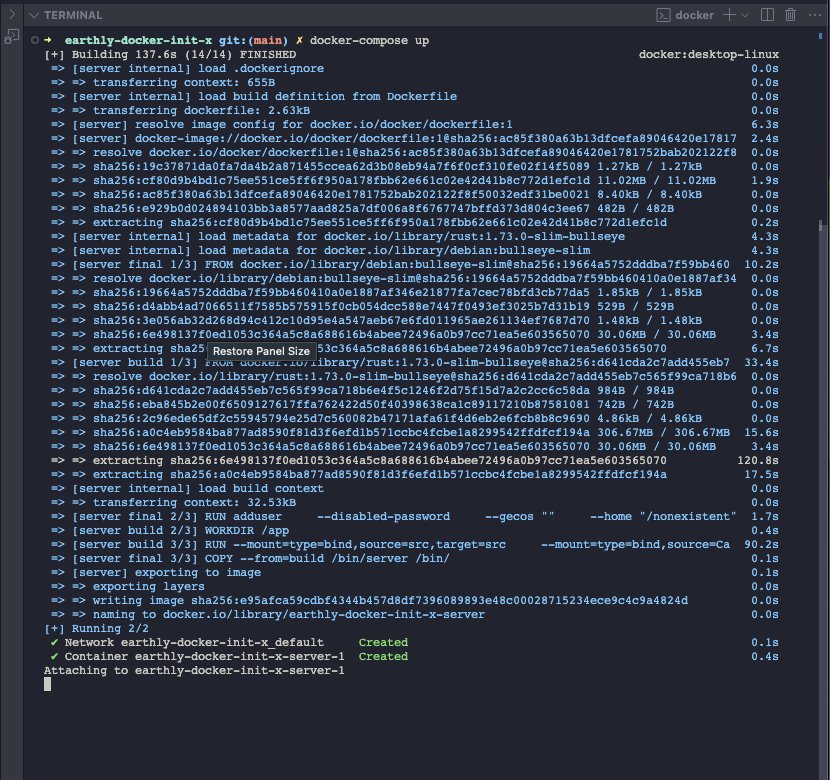 TERMINAL
docker
➜ earthly-docker-init-x git:(main) ✗ docker-compose up
[+] Building 137.6s (14/14) FINISHED docker:desktop-linux
=> [server internal] load .dockerignore 0.0s
=> => transferring context: 655B 0.0s
=> [server internal] load build definition from Dockerfile 0.0s
=> => transferring dockerfile: 2.63kB 0.0s
=> [server] resolve image config for docker.io/docker/dockerfile:1 6.3s
=> [server] docker-image://docker.io/docker/dockerfile:1@sha256:ac85f380a63b13dfcefa89046420e17817 2.4s
=> => resolve docker.io/docker/dockerfile:1@sha256:ac85f380a63b13dfcefa89046420e1781752bab202122f8 0.0s
=> => sha256:19c37871da0fa7da4b2a871455ccea62d3b08eb94a7f6f0cf310fe02f14f5089 1.27kB / 1.27kB 0.0s
=> => sha256:cf80d9b4bd1c75ee551ce5ff6f950a178fbb62e661c02e42d41b8c772d1efc1d 11.02MB / 11.02MB 1.9s
=> => sha256:ac85f380a63b13dfcefa89046420e1781752bab202122f8f50032edf31be0021 8.40kB / 8.40kB 0.0s
=> => sha256:e929b0d024894103bb3a8577aad825a7df006a8f6767747bffd373d804c3ee67 482B / 482B 0.0s
=> => extracting sha256:cf80d9b4bd1c75ee551ce5ff6f950a178fbb62e661c02e42d41b8c772d1efc1d 0.2s
=> [server internal] load metadata for docker.io/library/rust:1.73.0-slim-bullseye 4.3s
=> [server internal] load metadata for docker.io/library/debian:bullseye-slim 4.3s
=> [server final 1/3] FROM docker.io/library/debian:bullseye-slim@sha256:19664a5752dddba7f59bb460 10.2s
=> => resolve docker.io/library/debian:bullseye-slim@sha256:19664a5752dddba7f59bb460410a0e1887af34 0.0s
=> => sha256:19664a5752dddba7f59bb460410a0e1887af346e21877fa7cec78bfd3cb77da5 1.85kB / 1.85kB 0.0s
=> => sha256:d4abb4ad7066511f7585b575915f0cb054dcc588e7447f0493ef3025b7d31b19 529B / 529B 0.0s
=> => sha256:3e056ab32d268d94c412c10d95e4a547aeb67e6fd011965ae261134ef7687d70 1.48kB / 1.48kB 0.0s
=> => sha256:6e498137f0ed1053c364a5c8a688616b4abee72496a0b97cc71ea5e603565070 30.06MB / 30.06MB 3.4s
=> => extracting sha25 Restore Panel Size 53c364a5c8a688616b4abee72496a0b97cc71ea5e603565070 6.7s
=> [server build 1/3] FROM docker.io/library/rust:1.73.0-slim-bullseye@sha256:d641cda2c7add455eb7 33.4s
=> => resolve docker.io/library/rust:1.73.0-slim-bullseye@sha256:d641cda2c7add455eb7c565f99ca718b6 0.0s
=> => sha256:d641cda2c7add455eb7c565f99ca718b6e4f5c1246f2d75f15d7a2c2cc6c58da 984B / 984B 0.0s
=> => sha256:eba845b2e00f6509127617ffa762422d50f40398638ca1c89117210b87581081 742B / 742B 0.0s
=> => sha256:2c96ede65df2c55945794e25d7c560082b47171afa61f4d6eb2e6fcb8b8c9690 4.86kB / 4.86kB 0.0s
=> => sha256:a0c4eb9584ba877ad8590f81d3f6efd1b571ccbc4fcbe1a8299542ffdfcf194a 306.67MB / 306.67MB 15.6s
=> => sha256:6e498137f0ed1053c364a5c8a688616b4abee72496a0b97cc71ea5e603565070 30.06MB / 30.06MB 3.4s
=> => extracting sha256:6e498137f0ed1053c364a5c8a688616b4abee72496a0b97cc71ea5e603565070 120.8s
=> => extracting sha256:a0c4eb9584ba877ad8590f81d3f6efd1b571ccbc4fcbe1a8299542ffdfcf194a 17.5s
=> [server internal] load build context 0.0s
=> => transferring context: 32.53kB 0.0s
=> [server final 2/3] RUN adduser --disabled-password --gecos "" --home "/nonexistent" 1.7s
=> [server build 2/3] WORKDIR /app 0.4s
=> [server build 3/3] RUN --mount=type=bind,source=src,target=src --mount=type=bind,source=Ca 90.2s
=> [server final 3/3] COPY --from=build /bin/server /bin/ 0.1s
=> [server] exporting to image 0.1s
=> => exporting layers 0.0s
=> => writing image sha256:e95afca59cdbf4344b457d8df7396089893e48c00028715234ece9c4c9a4824d 0.0s
=> => naming to docker.io/library/earthly-docker-init-x-server 0.0s
[+] Running 2/2
✔ Network earthly-docker-init-x_default Created 0.1s
✔ Container earthly-docker-init-x-server-1 Created 0.4s
Attaching to earthly-docker-init-x-server-1